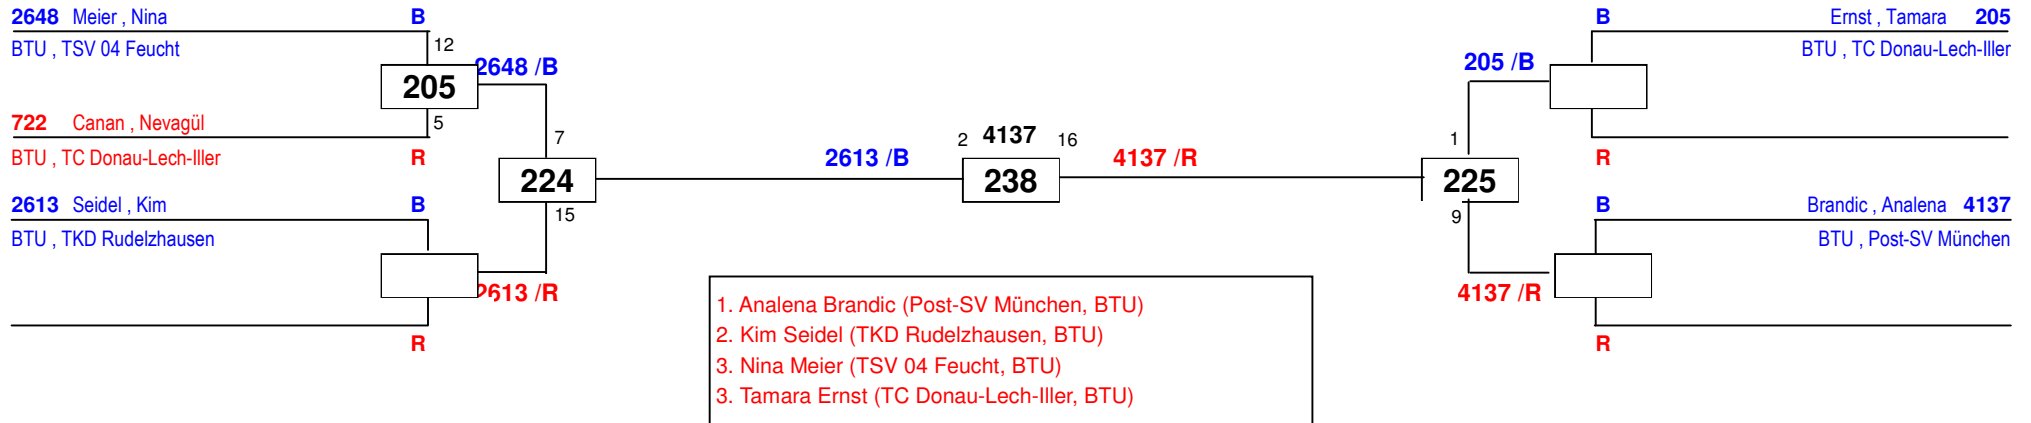 2648 Meier , Nina B
BTU , TSV 04 Feucht
12
205
2648 /B
722 Canan , Nevagül
5
BTU , TC Donau-Lech-Iller R
7
224
15
2613 Seidel , Kim B
BTU , TKD Rudelzhausen
2613 /R
R
2613 /B
2 4137 16
238
4137 /R
B Ernst , Tamara 205
BTU , TC Donau-Lech-Iller
205 /B
1
225
9
R
B Brandic , Analena 4137
BTU , Post-SV München
4137 /R
R
1. Analena Brandic (Post-SV München, BTU)
2. Kim Seidel (TKD Rudelzhausen, BTU)
3. Nina Meier (TSV 04 Feucht, BTU)
3. Tamara Ernst (TC Donau-Lech-Iller, BTU)